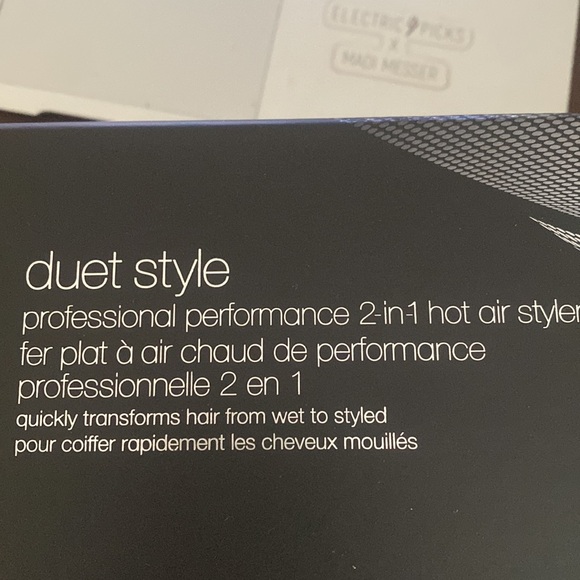 ELECTRIC PICKS
X
MADI MESSER
duet style
professional performance 2-in-1 hot air styler
fer plat à air chaud de performance
professionnelle 2 en 1
quickly transforms hair from wet to styled
pour coiffer rapidement les cheveux mouillés